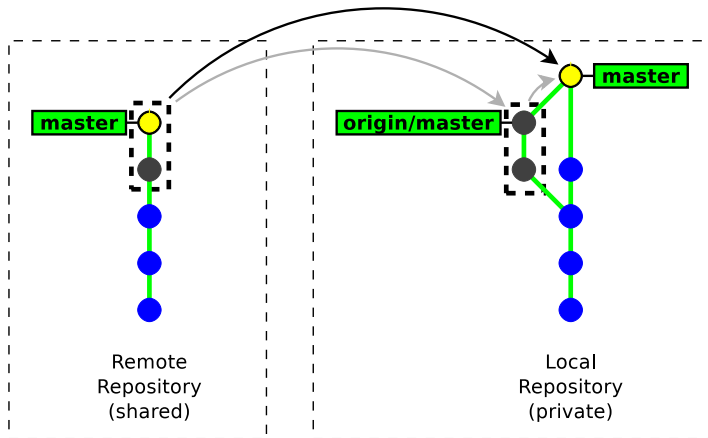 master
master
origin/master
Remote
Repository
(shared)
Local
Repository
(private)